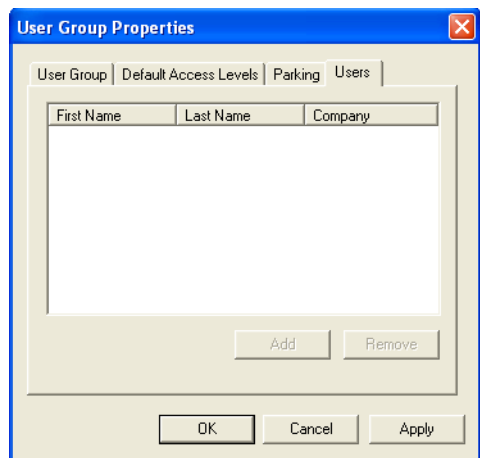 User Group Properties
User Group Default Access Levels Parking Users
First Name Last Name Company
Add Remove
OK Cancel Apply